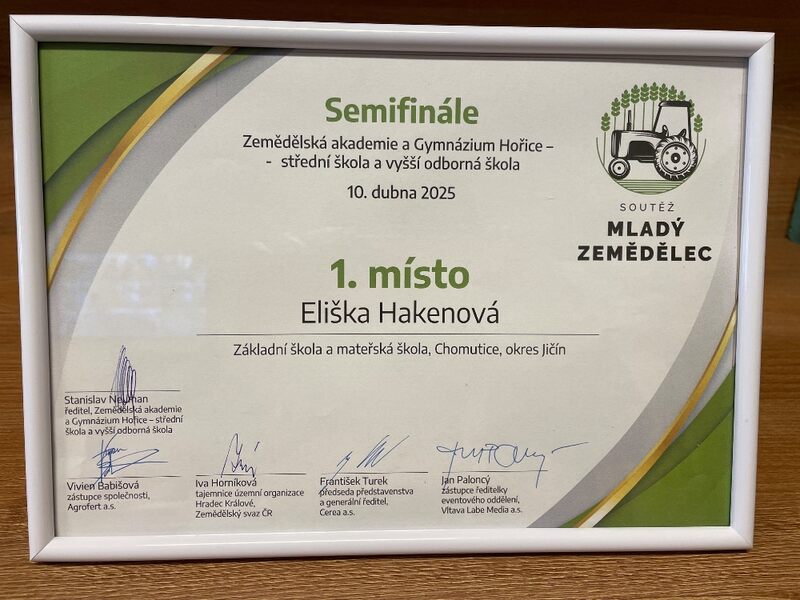 Semifinále
Zemědělská akademie a Gymnázium Hořice –
- střední škola a vyšší odborná škola
10. dubna 2025
SOUTĚŽ
MLADÝ
ZEMĚDĚLEC
1. místo
Eliška Hakenová
Základní škola a mateřská škola, Chomutice, okres Jičín
Stanislav Neuman
ředitel, Zemědělská akademie
a Gymnázium Hořice – střední
škola a vyšší odborná škola
Vivien Babišová
zástupce společnosti,
Agrofert a.s.
Iva Horníková
tajemnice územní organizace
Hradec Králové,
Zemědělský svaz ČR
František Turek
předseda představenstva
a generální ředitel,
Cerea a.s.
Jan Paloncý
zástupce ředitelky
eventového oddělení,
Vltava Labe Media a.s.